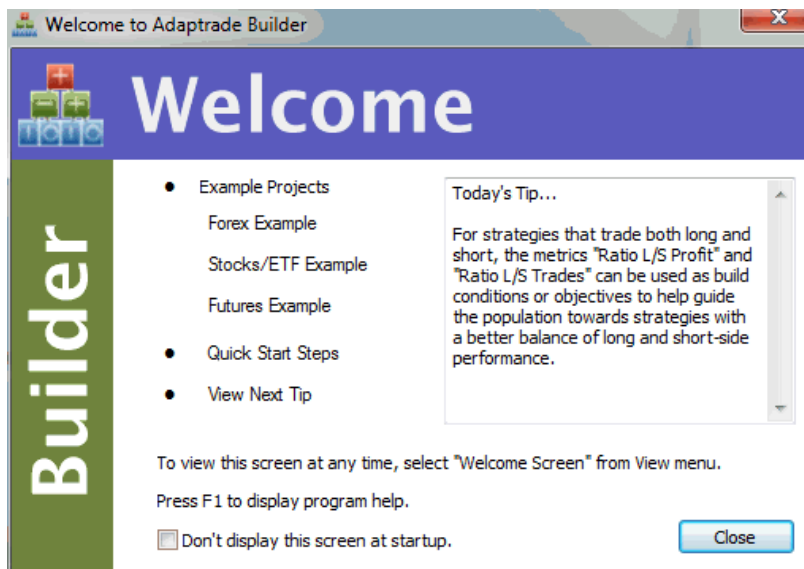 Welcome to Adaptrade Builder
Welcome
Builder
Example Projects
Forex Example
Stocks/ETF Example
Futures Example
Quick Start Steps
View Next Tip
Today's Tip...
For strategies that trade both long and
short, the metrics "Ratio L/S Profit" and
"Ratio L/S Trades" can be used as build
conditions or objectives to help guide
the population towards strategies with
a better balance of long and short-side
performance.
To view this screen at any time, select "Welcome Screen" from View menu.
Press F1 to display program help.
Don't display this screen at startup.
Close